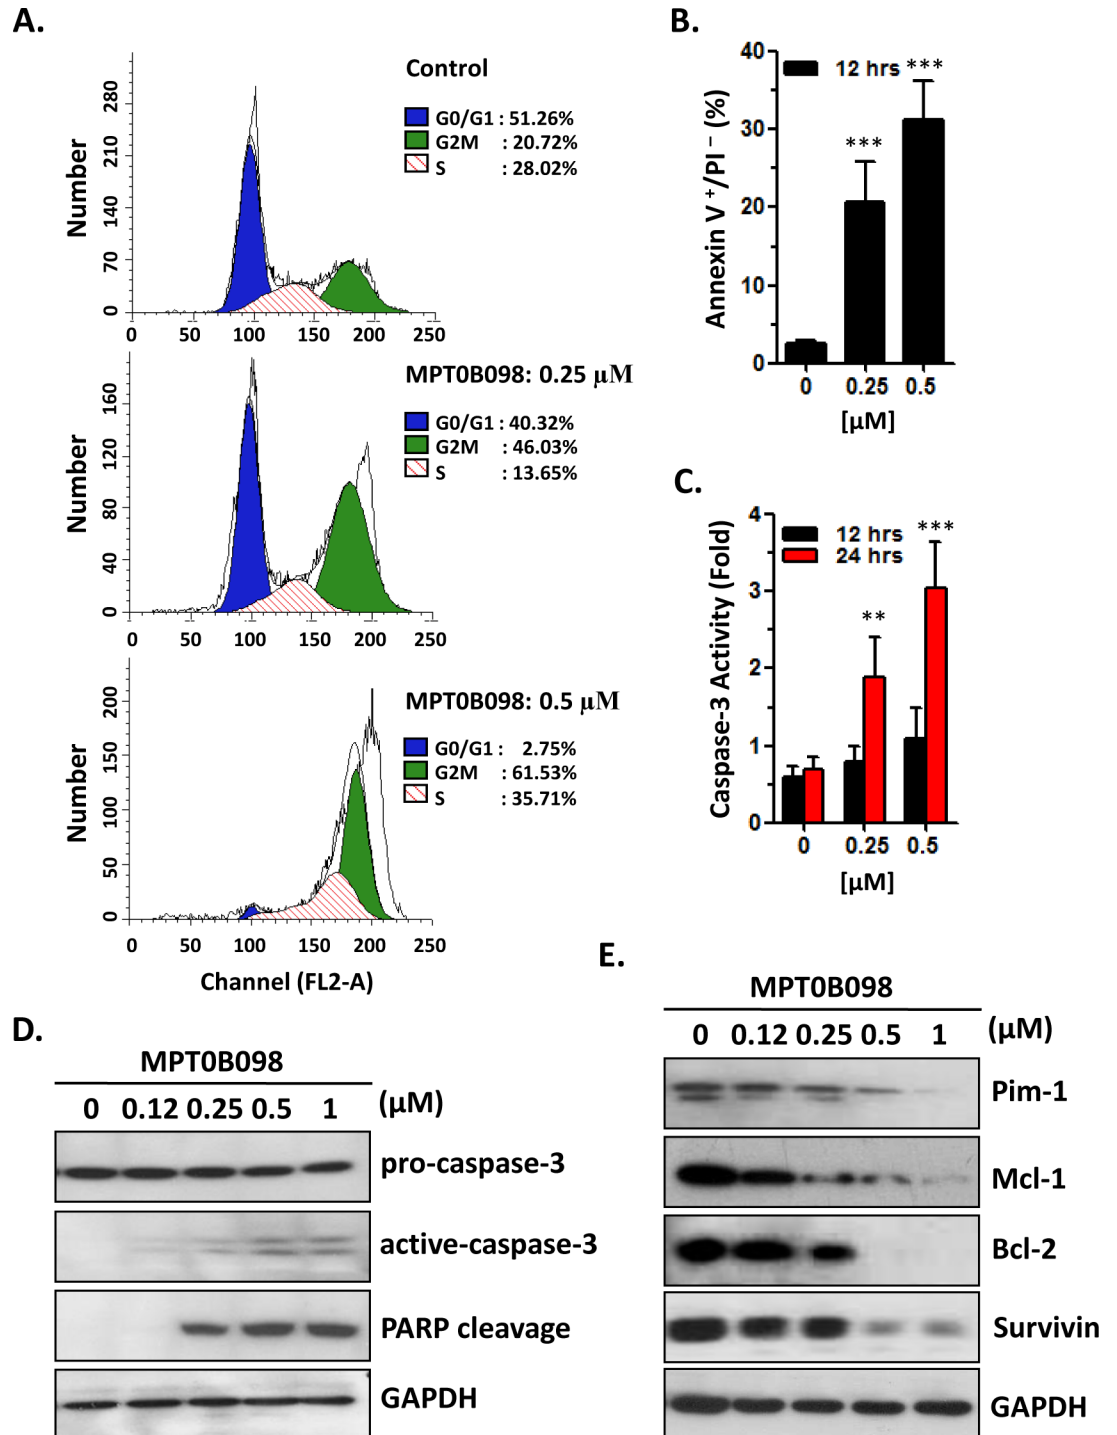 A.
Control
G0/G1 : 51.26%
G2M : 20.72%
S : 28.02%
Number
280
210
140
70
0
0 50 100 150 200 250
MPT0B098: 0.25 µM
G0/G1 : 40.32%
G2M : 46.03%
S : 13.65%
Number
160
120
80
40
0
0 50 100 150 200 250
MPT0B098: 0.5 µM
G0/G1 : 2.75%
G2M : 61.53%
S : 35.71%
Number
200
150
100
50
0
0 50 100 150 200 250
Channel (FL2-A)
B.
Annexin V +/PI − (%)
40
30
20
10
0
12 hrs
***
***
0 0.25 0.5
[µM]
C.
Caspase-3 Activity (Fold)
4
3
2
1
0
12 hrs
24 hrs
**
***
0 0.25 0.5
[µM]
D.
MPT0B098
0 0.12 0.25 0.5 1 (µM)
pro-caspase-3
active-caspase-3
PARP cleavage
GAPDH
E.
MPT0B098
0 0.12 0.25 0.5 1 (µM)
Pim-1
Mcl-1
Bcl-2
Survivin
GAPDH